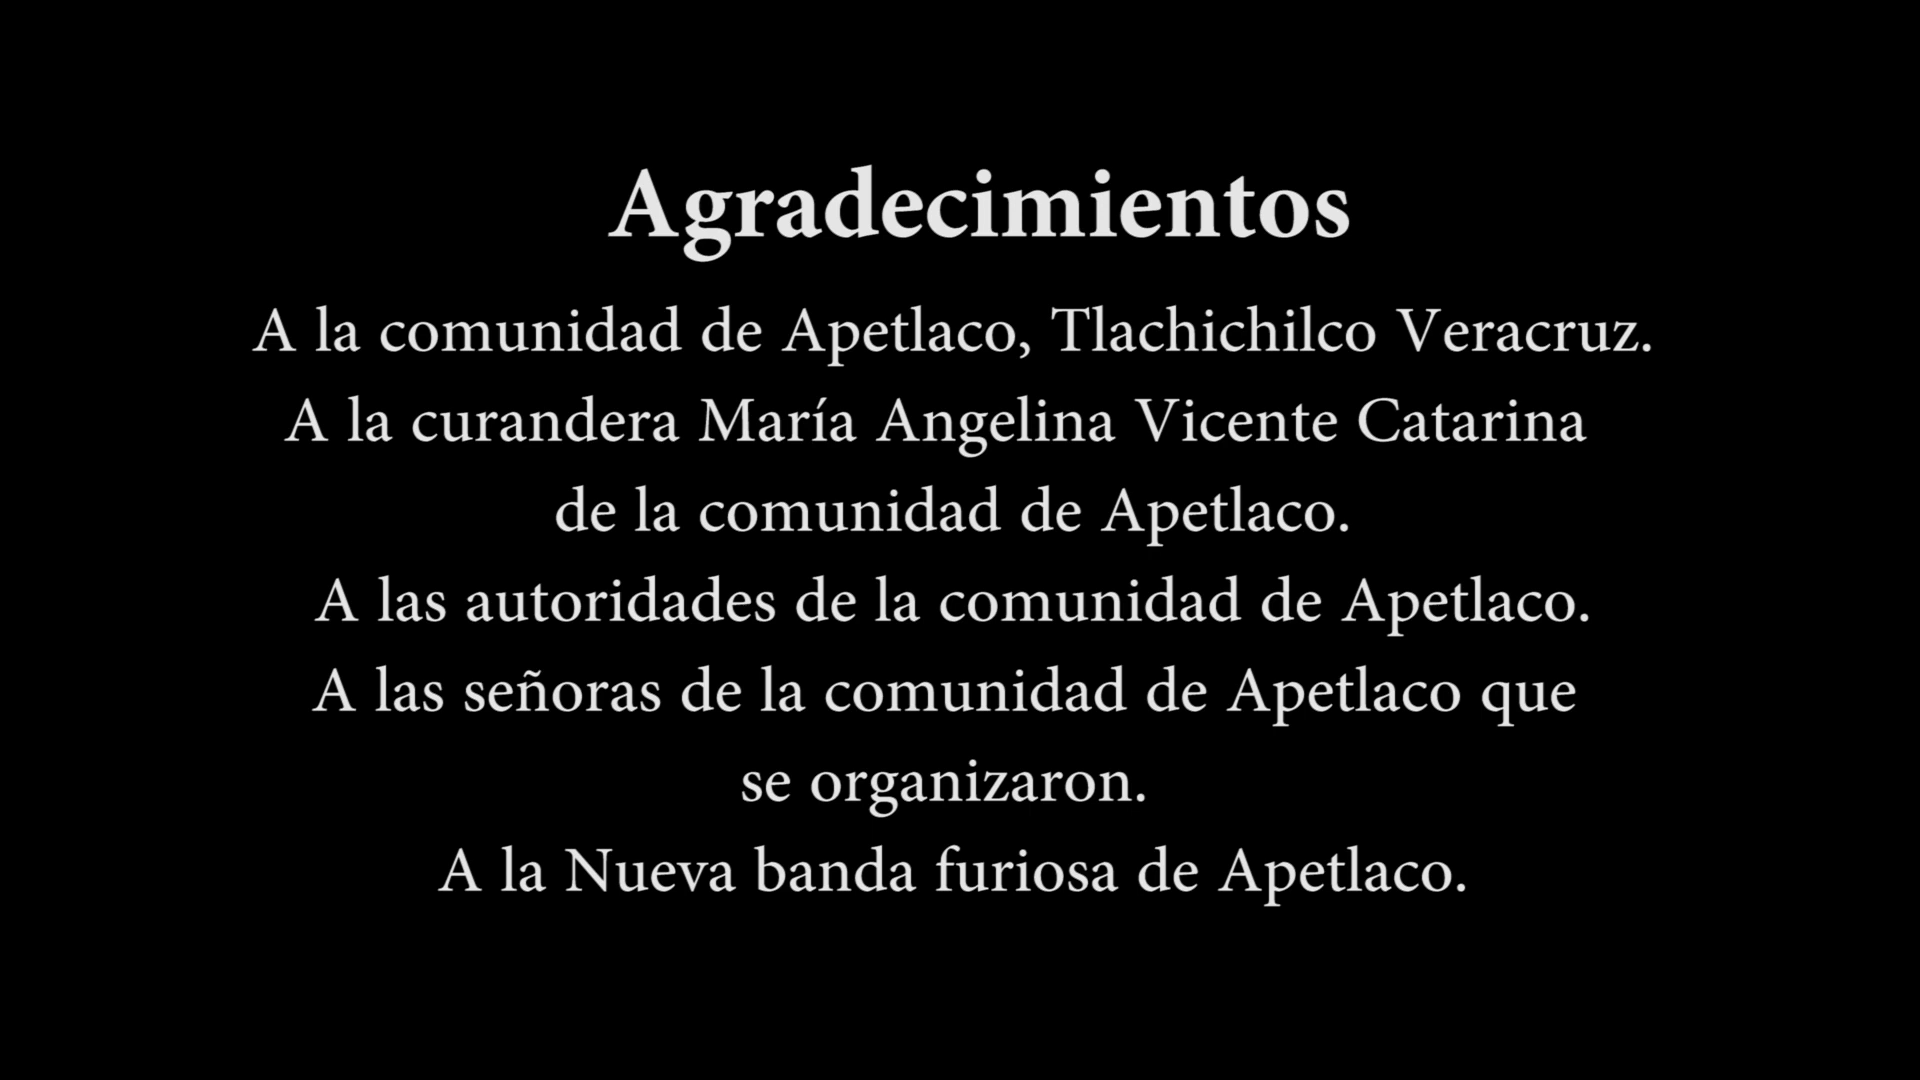 Agradecimientos
A la comunidad de Apetlaco, Tlachichilco Veracruz.
A la curandera María Angelina Vicente Catarina
de la comunidad de Apetlaco.
A las autoridades de la comunidad de Apetlaco.
A las señoras de la comunidad de Apetlaco que
se organizaron.
A la Nueva banda furiosa de Apetlaco.